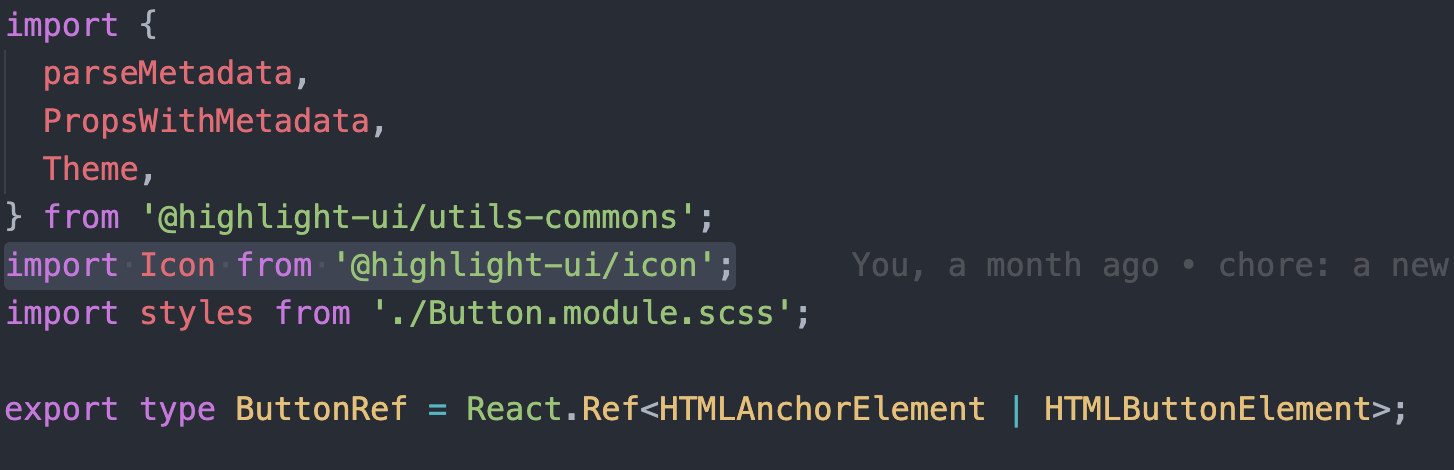 import {
  parseMetadata,
  PropsWithMetadata,
  Theme,
} from '@highlight-ui/utils-commons';
import Icon from '@highlight-ui/icon';     You, a month ago • chore: a new
import styles from './Button.module.scss';
export type ButtonRef = React.Ref<HTMLAnchorElement | HTMLButtonElement>;